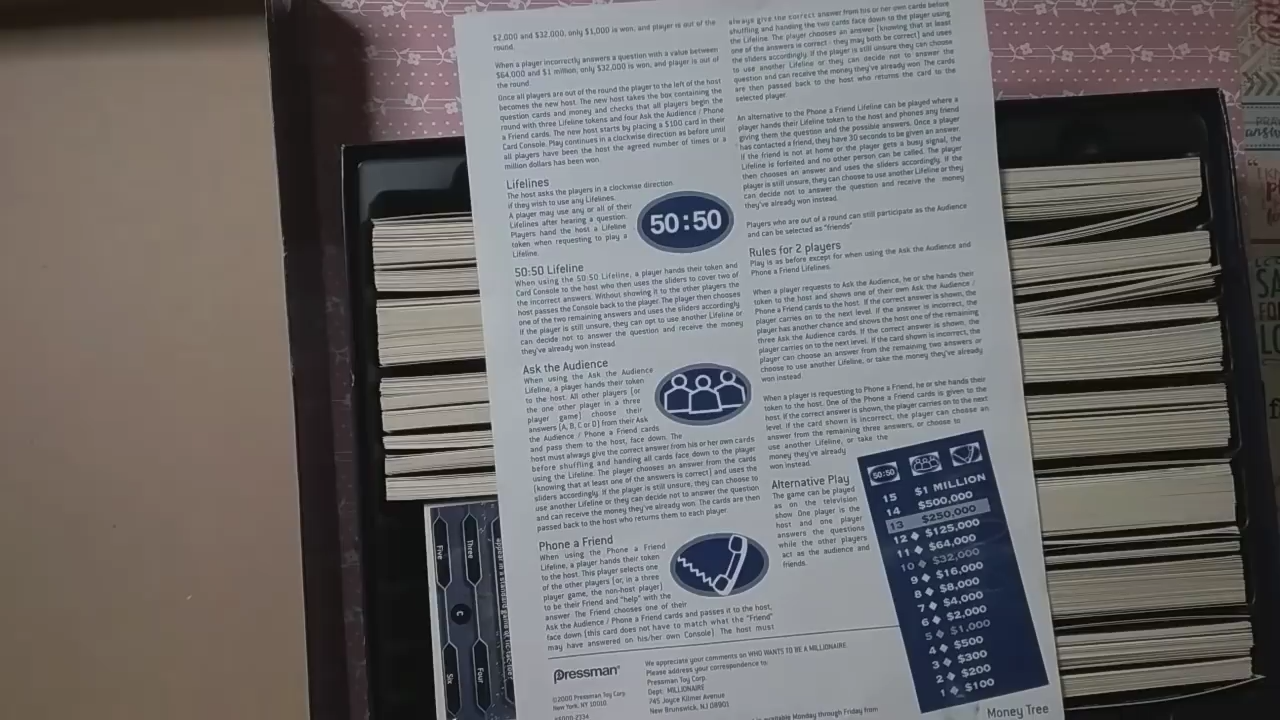 $2,000 and $32,000, only $1,000 is won; and player is out of the
round.
When a player incorrectly answers a question with a value between
$64,000 and $1 million; only $32,000 is won; and player is out of
the round.
Once all players are out of the round the player to the left of the host
becomes the new host. The new host takes the box containing the
question cards and money and checks that all players begin the
round with three Lifeline tokens and four Ask the Audience / Phone
a Friend cards. The new host starts by placing a $100 card in their
Card Console. Play continues in a clockwise direction as before until
all players have been the host the agreed number of times or a
million dollars has been won.
Lifelines
The host asks the players in a clockwise direction
if they wish to use any Lifelines.
A player may use any or all of their
Lifelines after hearing a question.
Players hand the host a Lifeline
token when requesting to play a
Lifeline.
50:50
50:50 Lifeline
When using the 50:50 Lifeline, a player hands their token and
Card Console to the host who then uses the sliders to cover two of
the incorrect answers. Without showing it to the other players the
host passes the Console back to the player. The player then chooses
one of the two remaining answers and uses the sliders accordingly.
If the player is still unsure, they can opt to use another Lifeline or
can decide not to answer the question and receive the money
they've already won instead.
Ask the Audience
When using the Ask the Audience
Lifeline, a player hands their token
to the host. All other players (or
the one other player in a three
player game) choose their
answers (A, B, C or D) from their Ask
the Audience / Phone a Friend cards
and pass them to the host, face down. The
host must always give the correct answer from his or her own cards
before shuffling and handing all cards face down to the player
using the Lifeline. The player chooses an answer from the cards
(knowing that at least one of the answers is correct) and uses the
sliders accordingly. If the player is still unsure, they can choose to
use another Lifeline or they can decide not to answer the question
and can receive the money they've already won. The cards are then
passed back to the host who returns them to each player.
Phone a Friend
When using the Phone a Friend
Lifeline, a player hands their token
to the host. This player selects one
of the other players (or, in a three
player game, the non-host player)
to be their Friend and "help" with the
answer. The Friend chooses one of their
Ask the Audience / Phone a Friend cards and passes it to the host,
face down (this card does not have to match what the "Friend"
may have answered on his/her own Console). The host must
always give the correct answer from his or her own cards before
shuffling and handing the two cards face down to the player using
the Lifeline. The player chooses an answer (knowing that at least
one of the answers is correct - they may both be correct) and uses
the sliders accordingly. If the player is still unsure they can choose
to use another Lifeline or they can decide not to answer the
question and can receive the money they've already won. The cards
are then passed back to the host who returns the card to the
selected player.
An alternative to the Phone a Friend Lifeline can be played where a
player hands their Lifeline token to the host and phones any friend
giving them the question and the possible answers. Once a player
has contacted a friend, they have 30 seconds to be given an answer.
If the friend is not at home or the player gets a busy signal, the
Lifeline is forfeited and no other person can be called. The player
then chooses an answer and uses the sliders accordingly. If the
player is still unsure, they can choose to use another Lifeline or they
can decide not to answer the question and receive the money
they've already won instead.
Players who are out of a round can still participate as the Audience
and can be selected as "friends"
Rules for 2 players
Play is as before except for when using the Ask the Audience and
Phone a Friend Lifelines.
When a player requests to Ask the Audience, he or she hands their
token to the host and shows one of their own Ask the Audience /
Phone a Friend cards to the host. If the correct answer is shown, the
player carries on to the next level. If the answer is incorrect, the
player has another chance and shows the host one of the remaining
three Ask the Audience cards. If the correct answer is shown, the
player carries on to the next level. If the card shown is incorrect, the
player can choose an answer from the remaining two answers or
choose to use another Lifeline, or take the money they've already
won instead.
When a player is requesting to Phone a Friend, he or she hands their
token to the host. One of the Phone a Friend cards is given to the
host. If the correct answer is shown, the player carries on to the next
level. If the card shown is incorrect, the player can choose an
answer from the remaining three answers, or choose to
use another Lifeline, or take the
money they've already
won instead.
Alternative Play
The game can be played
as on the television
show. One player is the
host and one player
answers the questions
while the other players
act as the audience and
friends.
50:50
15 $1 MILLION
14 $500,000
13 $250,000
12 $125,000
11 $64,000
10 $32,000
9 $16,000
8 $8,000
7 $4,000
6 $2,000
5 $1,000
4 $500
3 $300
2 $200
1 $100
Money Tree
Pressman
©2000 Pressman Toy Corp.
New York, NY 10010.
We appreciate your comments on WHO WANTS TO BE A MILLIONAIRE.
Please address your correspondence to:
Pressman Toy Corp.
Dept: MILLIONAIRE
745 Joyce Kilmer Avenue
New Brunswick, NJ 08901
available Monday through Friday from
Five
Three
C
Six
Four